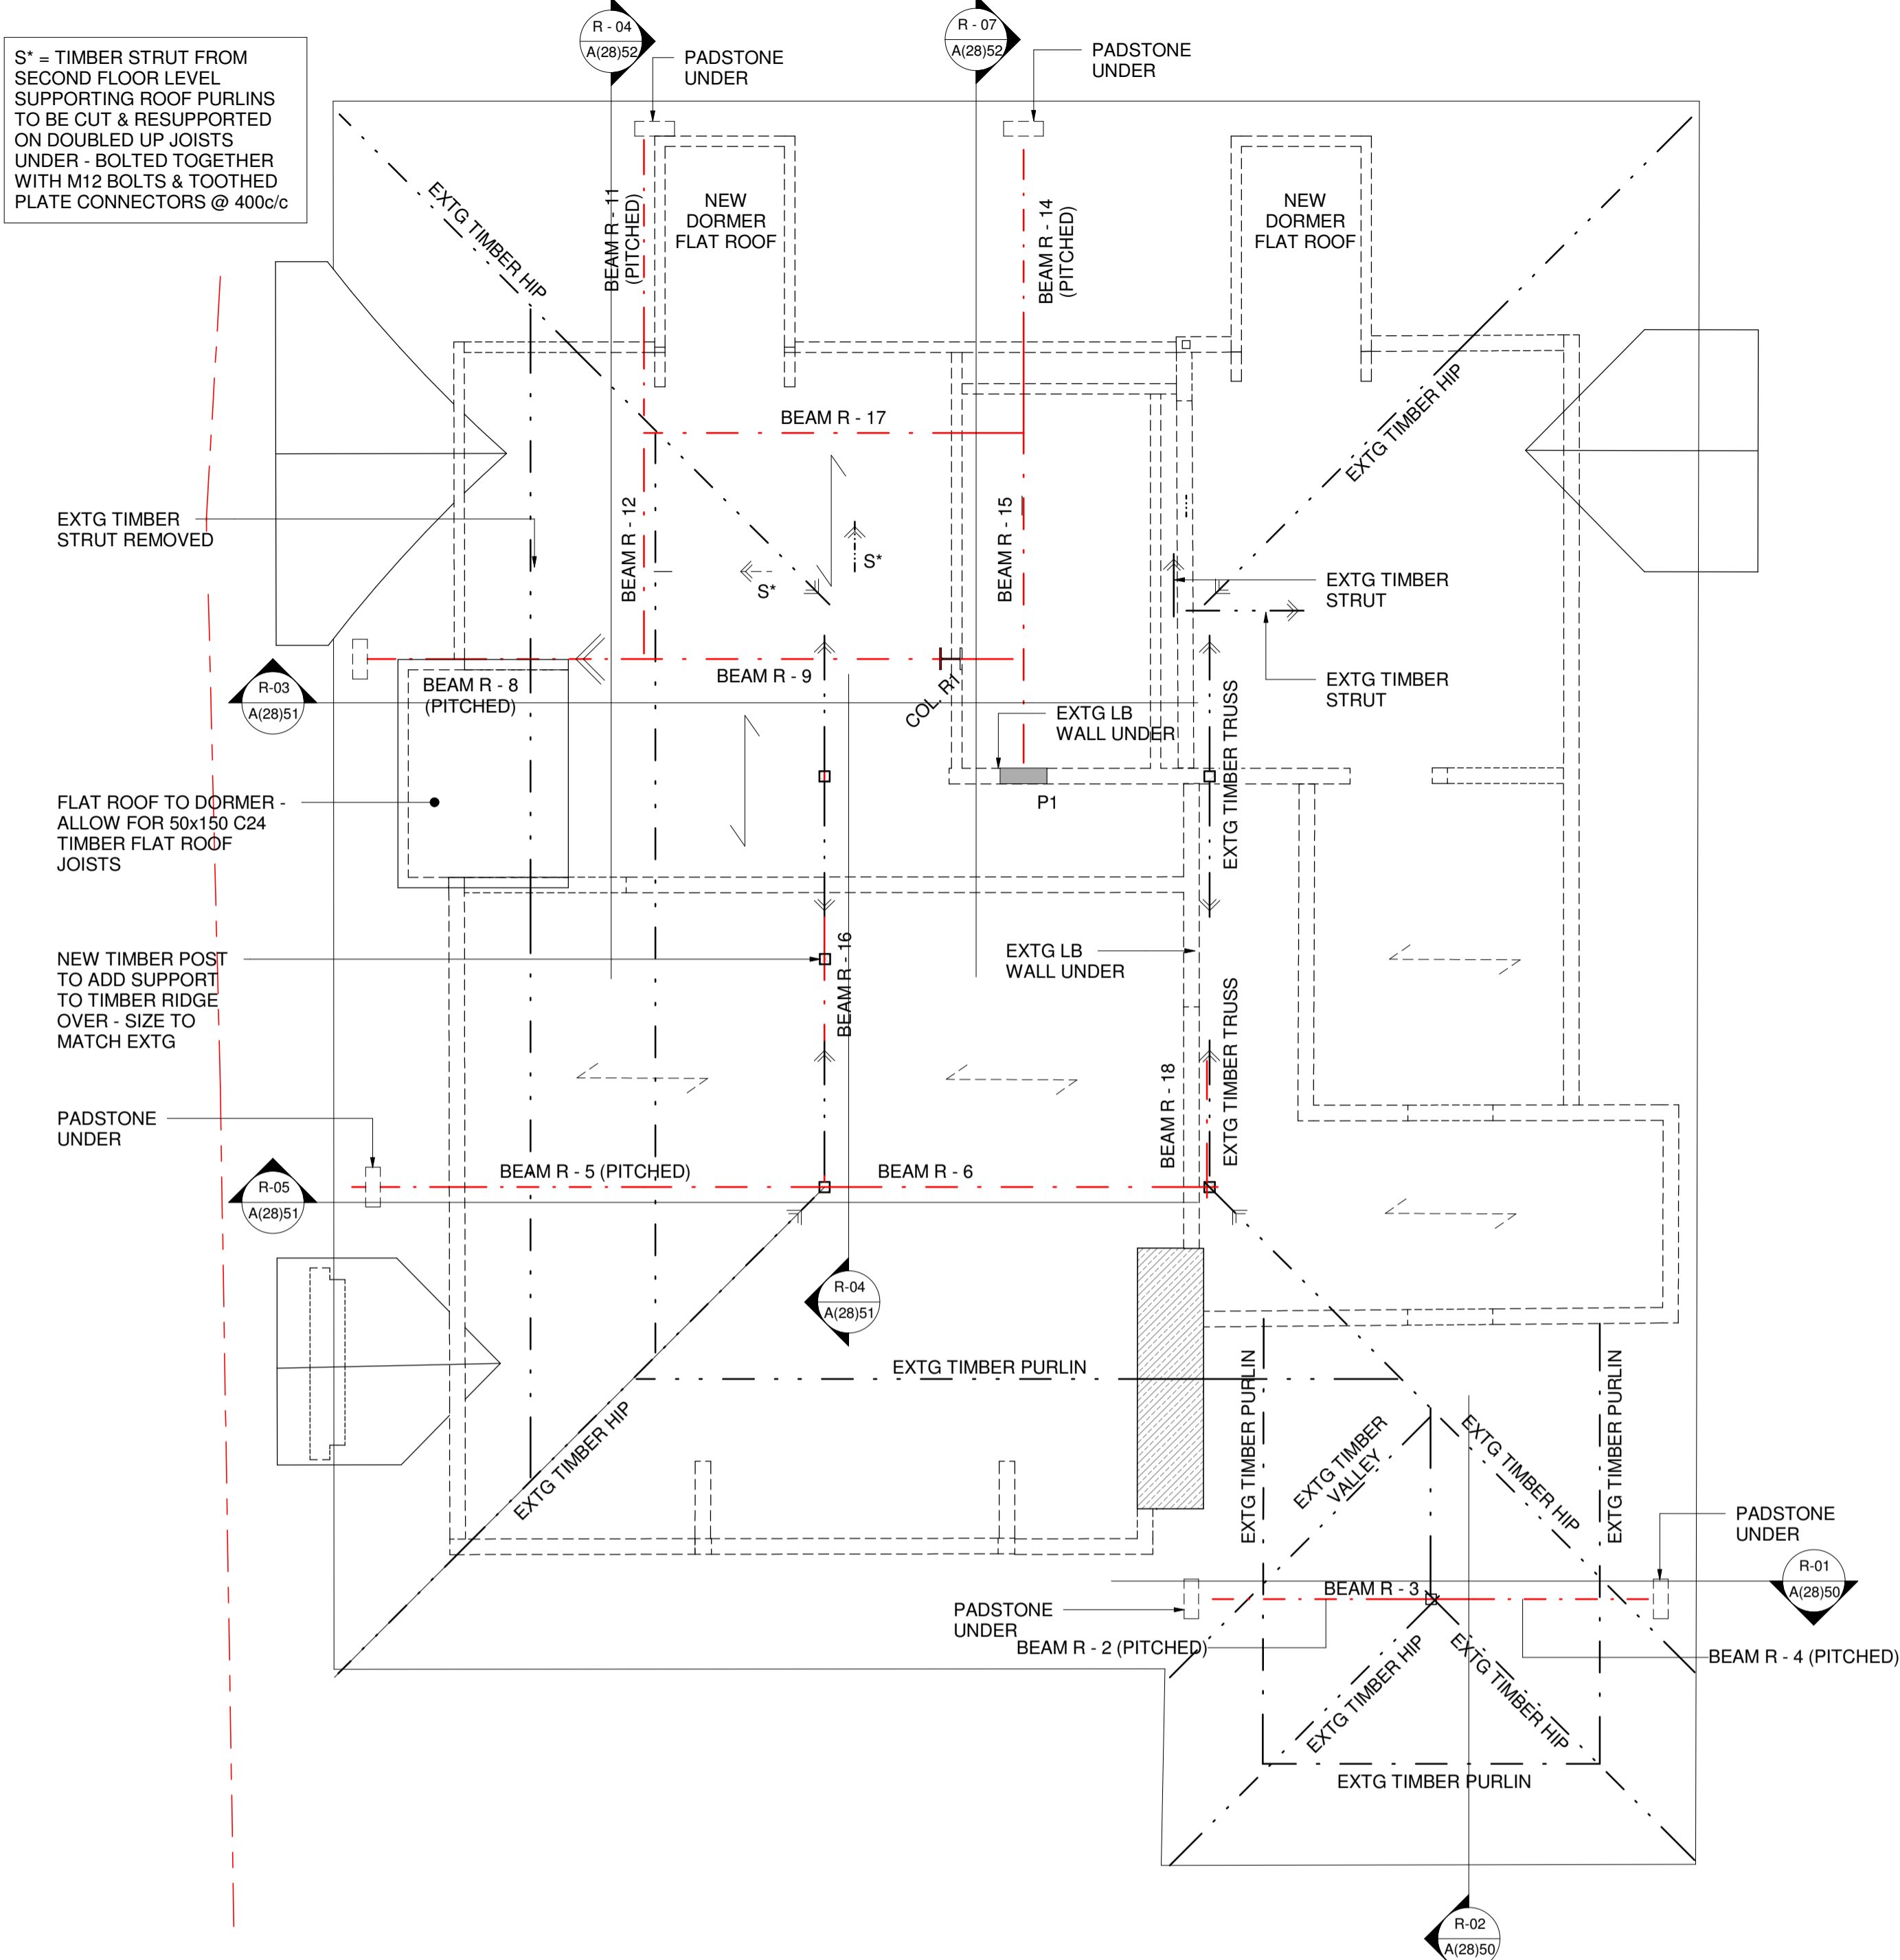 R - 04
A(28)52
R - 07
A(28)52
S* = TIMBER STRUT FROM
SECOND FLOOR LEVEL
SUPPORTING ROOF PURLINS
TO BE CUT & RESUPPORTED
ON DOUBLED UP JOISTS
UNDER - BOLTED TOGETHER
WITH M12 BOLTS & TOOTHED
PLATE CONNECTORS @ 400c/c
PADSTONE
UNDER
PADSTONE
UNDER
EXTG TIMBER HIP
BEAM R - 11
(PITCHED)
NEW
DORMER
FLAT ROOF
BEAM R - 14
(PITCHED)
NEW
DORMER
FLAT ROOF
EXTG TIMBER HIP
BEAM R - 17
EXTG TIMBER
STRUT REMOVED
BEAM R - 12
S*
S*
BEAM R - 15
EXTG TIMBER
STRUT
EXTG TIMBER
STRUT
R-03
A(28)51
BEAM R - 8
(PITCHED)
BEAM R - 9
COL. R1
EXTG LB
WALL UNDER
EXTG TIMBER TRUSS
P1
FLAT ROOF TO DORMER -
ALLOW FOR 50x150 C24
TIMBER FLAT ROOF
JOISTS
NEW TIMBER POST
TO ADD SUPPORT
TO TIMBER RIDGE
OVER - SIZE TO
MATCH EXTG
BEAM R - 16
EXTG LB
WALL UNDER
EXTG TIMBER TRUSS
BEAM R - 18
PADSTONE
UNDER
BEAM R - 5 (PITCHED)
BEAM R - 6
R-05
A(28)51
R-04
A(28)51
EXTG TIMBER PURLIN
EXTG TIMBER PURLIN
EXTG TIMBER PURLIN
EXTG TIMBER HIP
EXTG TIMBER
VALLEY
EXTG TIMBER HIP
PADSTONE
UNDER
R-01
A(28)50
BEAM R - 3
PADSTONE
UNDER
BEAM R - 2 (PITCHED)
BEAM R - 4 (PITCHED)
EXTG TIMBER HIP
EXTG TIMBER HIP
EXTG TIMBER PURLIN
R-02
A(28)50